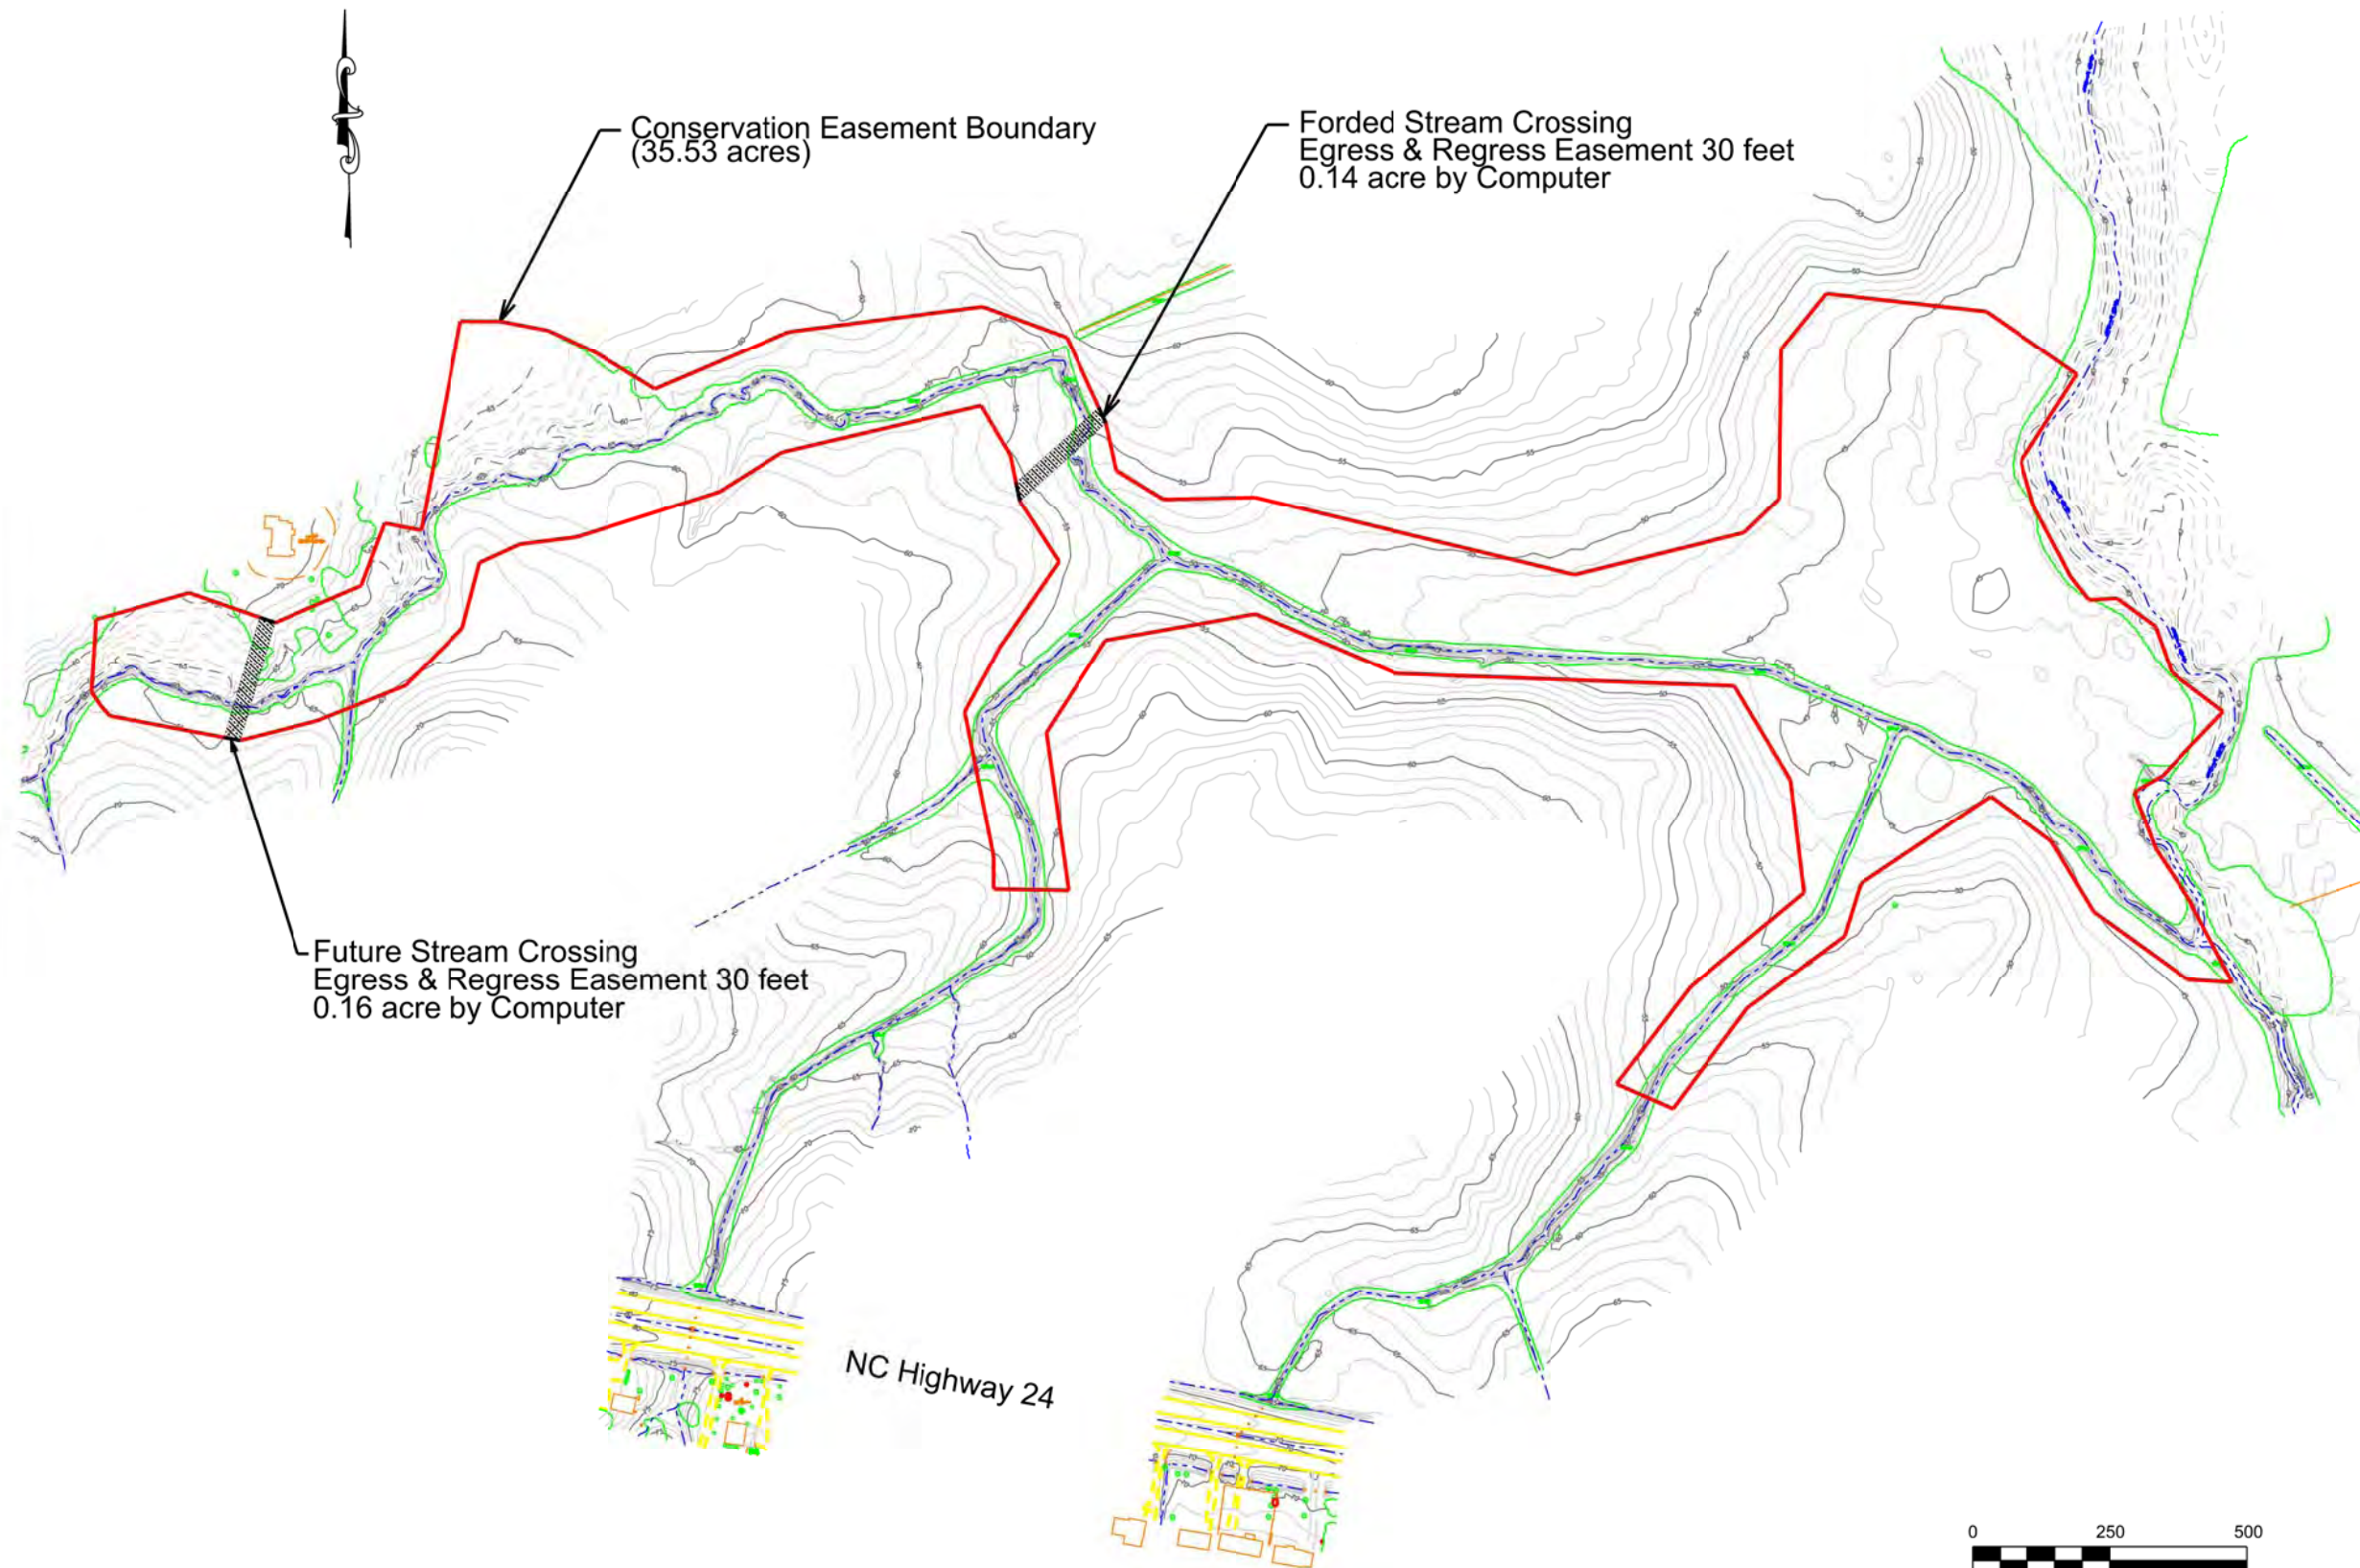 Conservation Easement Boundary
(35.53 acres)
Forded Stream Crossing
Egress & Regress Easement 30 feet
0.14 acre by Computer
Future Stream Crossing
Egress & Regress Easement 30 feet
0.16 acre by Computer
NC Highway 24
0 250 500